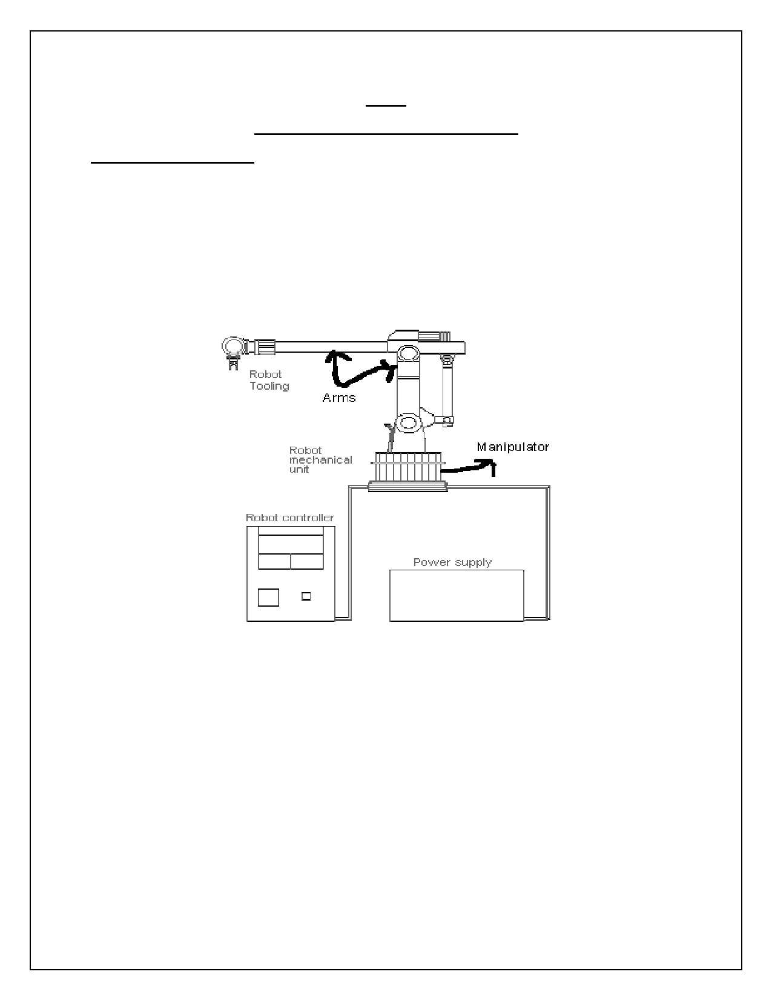 Robot
Tooling
Arms
Robot
mechanical
unit
Manipulator
Robot controller
Power supply